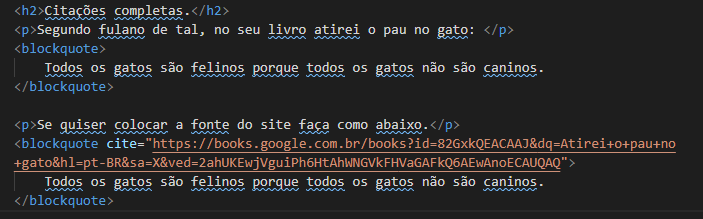 <h2>Citações completas.</h2>
<p>Segundo fulano de tal, no seu livro atirei o pau no gato: </p>
<blockquote>
Todos os gatos são felinos porque todos os gatos não são caninos.
</blockquote>
<p>Se quiser colocar a fonte do site faça como abaixo.</p>
<blockquote cite="https://books.google.com.br/books?id=82GxkQEACAAJ&dq=Atirei+o+pau+no
+gato&hl=pt-BR&sa=X&ved=2ahUKEwjVguiPh6HtAhWNGVkFHVaGAFkQ6AEwAnoECAUQAQ">
Todos os gatos são felinos porque todos os gatos não são caninos.
</blockquote>